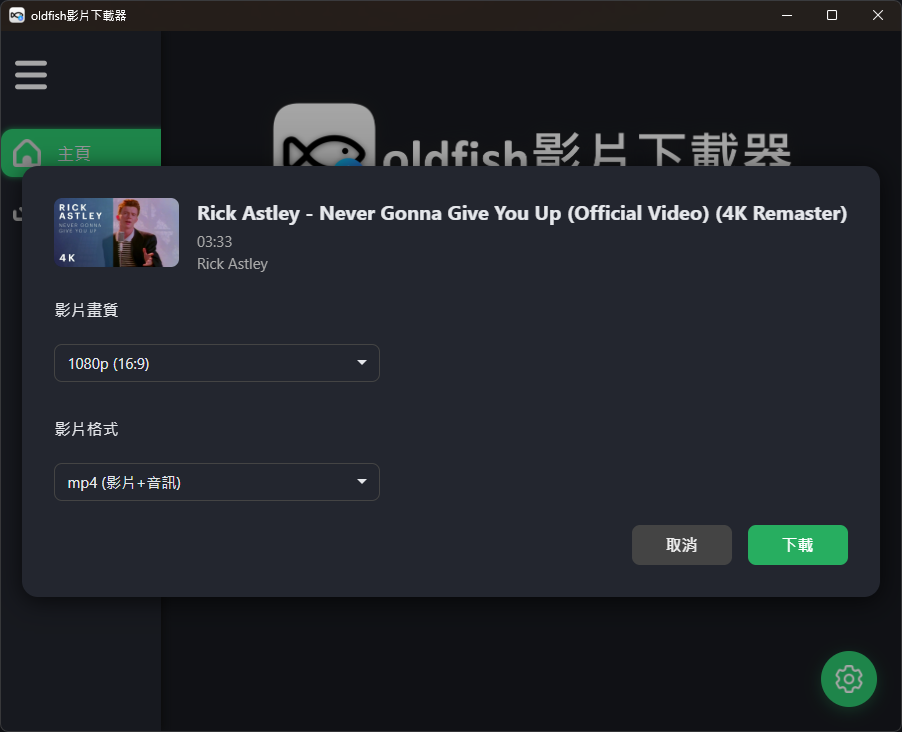 oldfish影片下載器
主頁
oldfish影片下載器
RICK
ASTLEY
NEVER GONNA
GIVE YOU UP
4K
Rick Astley - Never Gonna Give You Up (Official Video) (4K Remaster)
03:33
Rick Astley
影片畫質
1080p (16:9)
影片格式
mp4 (影片+音訊)
取消
下載